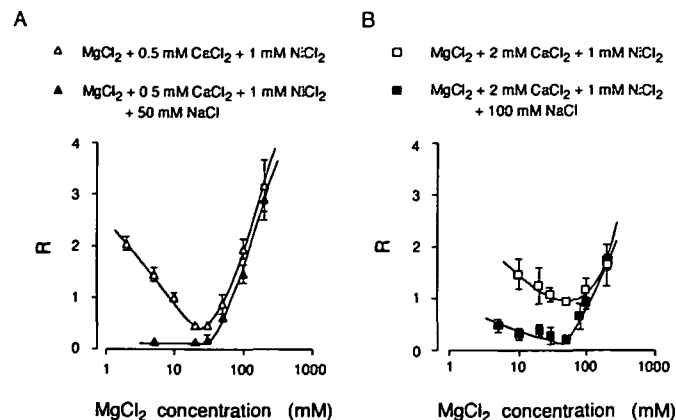 A
△ MgCl2 + 0.5 mM CaCl2 + 1 mM NiCl2
▲ MgCl2 + 0 5 mM CaCl2 + 1 mM NiCl2
+ 50 mM NaCl
4
3
2
1
0
R
1
10
100
1000
MgCl2 concentration (mM)
B
□ MgCl2 + 2 mM CaCl2 + 1 mM NiCl2
■ MgCl2 + 2 mM CaCl2 + 1 mM NiCl2
+ 100 mM NaCl
4
3
2
1
0
R
1
10
100
1000
MgCl2 concentration (mM)